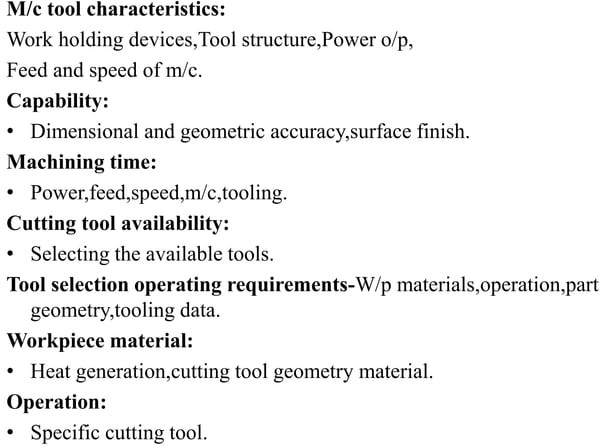 M/c tool characteristics:
Work holding devices,Tool structure,Power o/p,
Feed and speed of m/c.
Capability:
• Dimensional and geometric accuracy,surface finish.
Machining time:
• Power,feed,speed,m/c,tooling.
Cutting tool availability:
• Selecting the available tools.
Tool selection operating requirements-W/p materials,operation,part
geometry,tooling data.
Workpiece material:
• Heat generation,cutting tool geometry material.
Operation:
• Specific cutting tool.